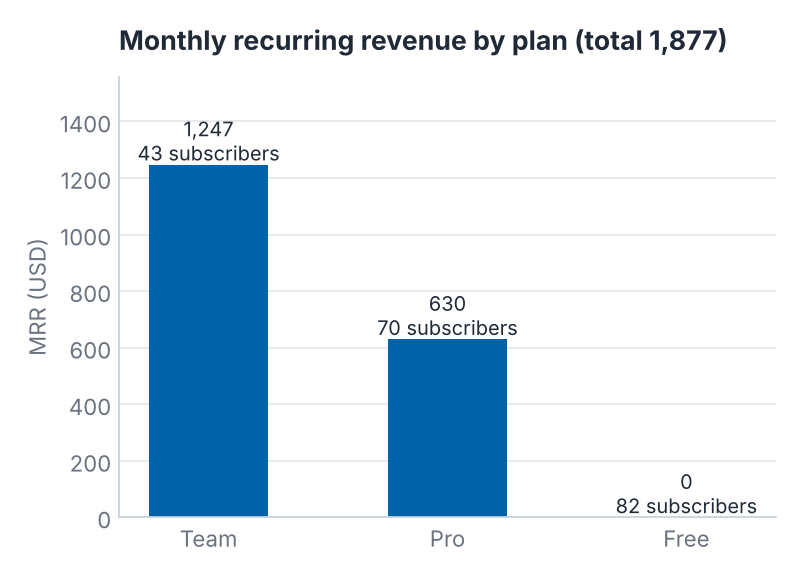 Monthly recurring revenue by plan (total 1,877)
MRR (USD)
1400
1200
1000
800
600
400
200
0
1,247
43 subscribers
630
70 subscribers
0
82 subscribers
Team
Pro
Free